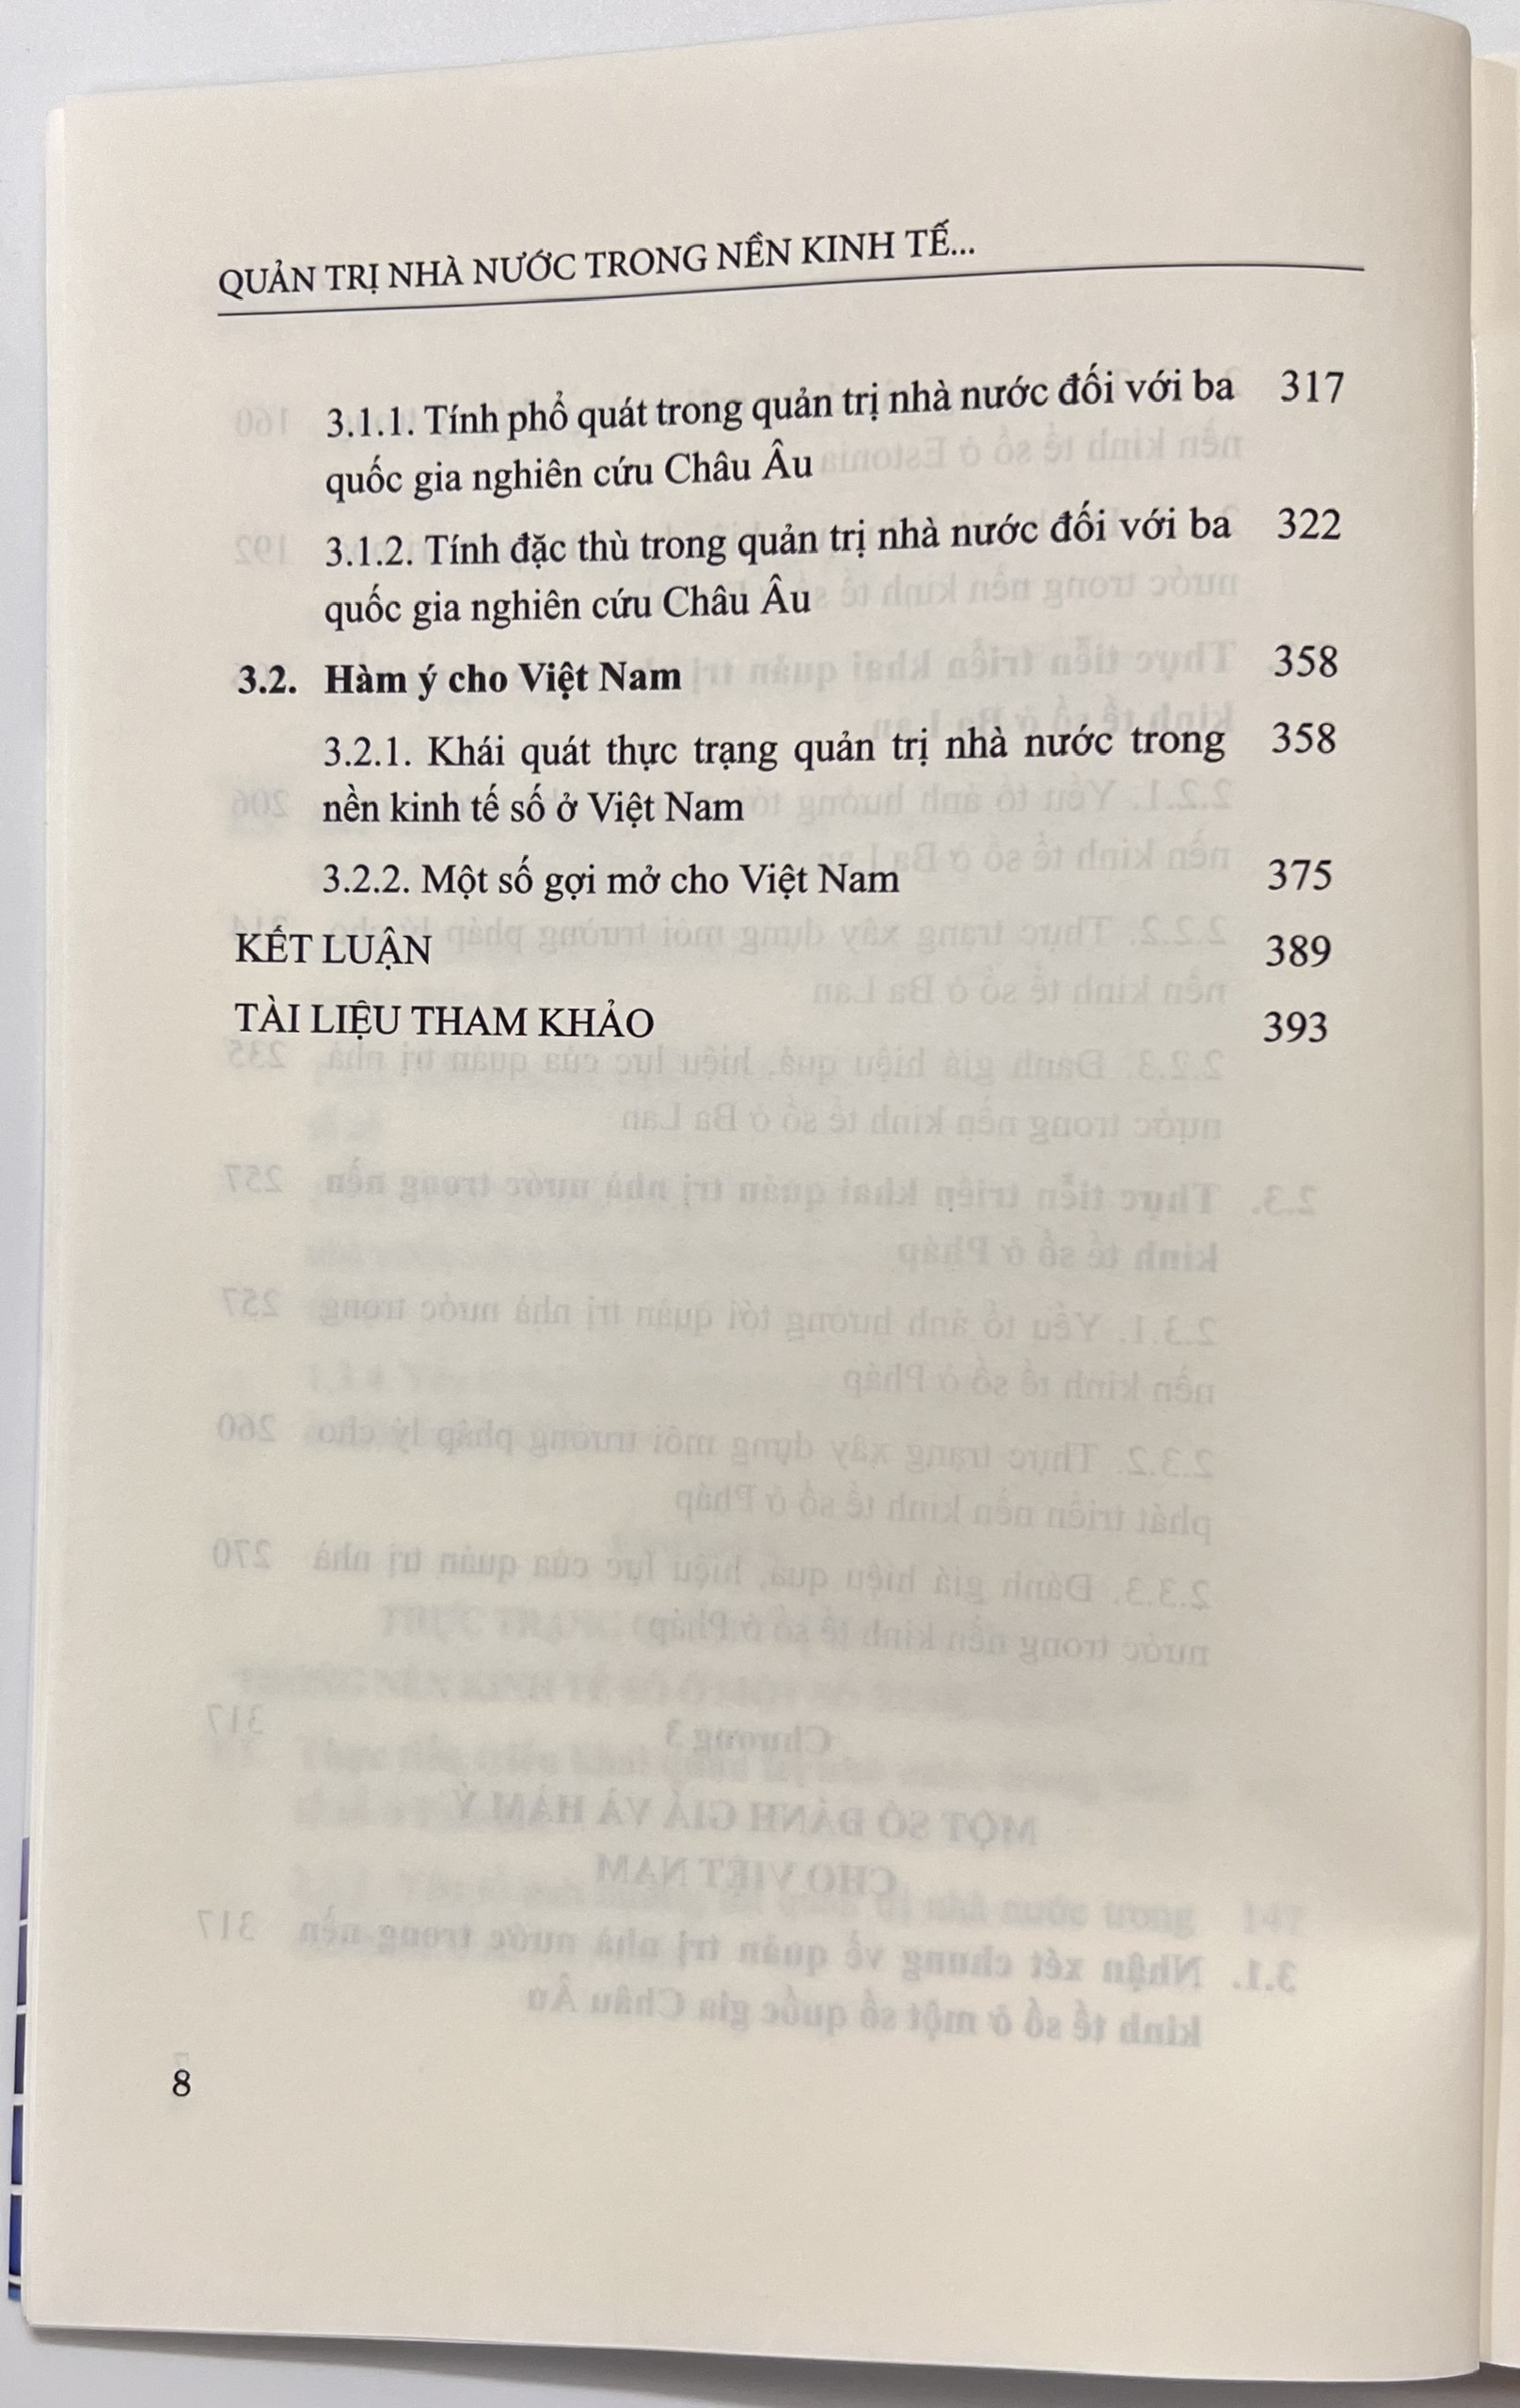 QUẢN TRỊ NHÀ NƯỚC TRONG NỀN KINH TẾ...
3.1.1. Tính phổ quát trong quản trị nhà nước đối với ba 317
quốc gia nghiên cứu Châu Âu
3.1.2. Tính đặc thù trong quản trị nhà nước đối với ba 322
quốc gia nghiên cứu Châu Âu
3.2. Hàm ý cho Việt Nam 358
3.2.1. Khái quát thực trạng quản trị nhà nước trong 358
nền kinh tế số ở Việt Nam
3.2.2. Một số gợi mở cho Việt Nam 375
KẾT LUẬN 389
TÀI LIỆU THAM KHẢO 393
8